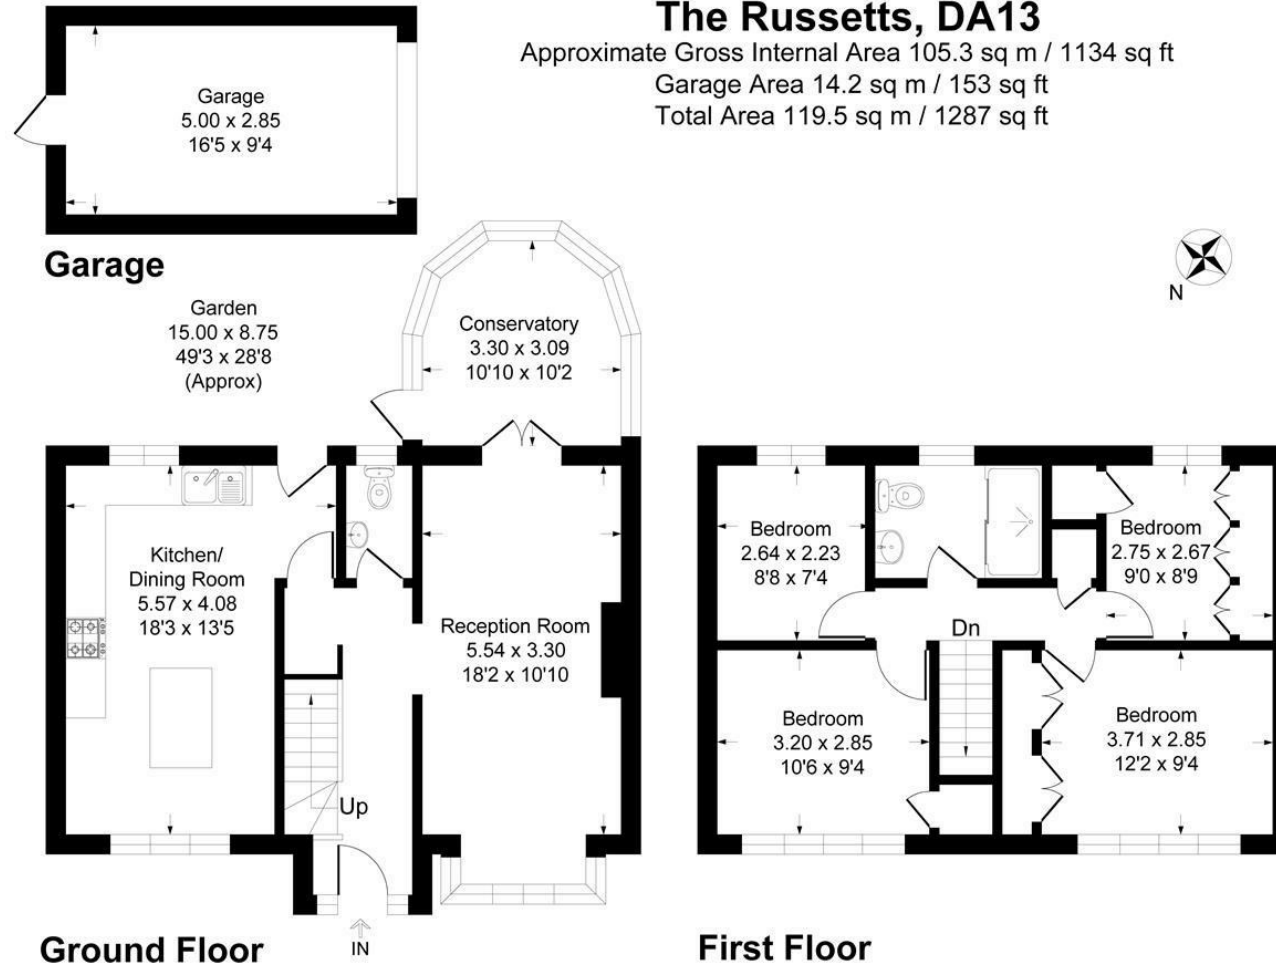 The Russetts, DA13
Approximate Gross Internal Area 105.3 sq m / 1134 sq ft
Garage Area 14.2 sq m / 153 sq ft
Total Area 119.5 sq m / 1287 sq ft
Garage
5.00 x 2.85
16'5 x 9'4
Garage
N
Garden
15.00 x 8.75
49'3 x 28'8
(Approx)
Conservatory
3.30 x 3.09
10'10 x 10'2
Kitchen/
Dining Room
5.57 x 4.08
18'3 x 13'5
Reception Room
5.54 x 3.30
18'2 x 10'10
Up
IN
Ground Floor
Bedroom
2.64 x 2.23
8'8 x 7'4
Bedroom
2.75 x 2.67
9'0 x 8'9
Dn
Bedroom
3.20 x 2.85
10'6 x 9'4
Bedroom
3.71 x 2.85
12'2 x 9'4
First Floor